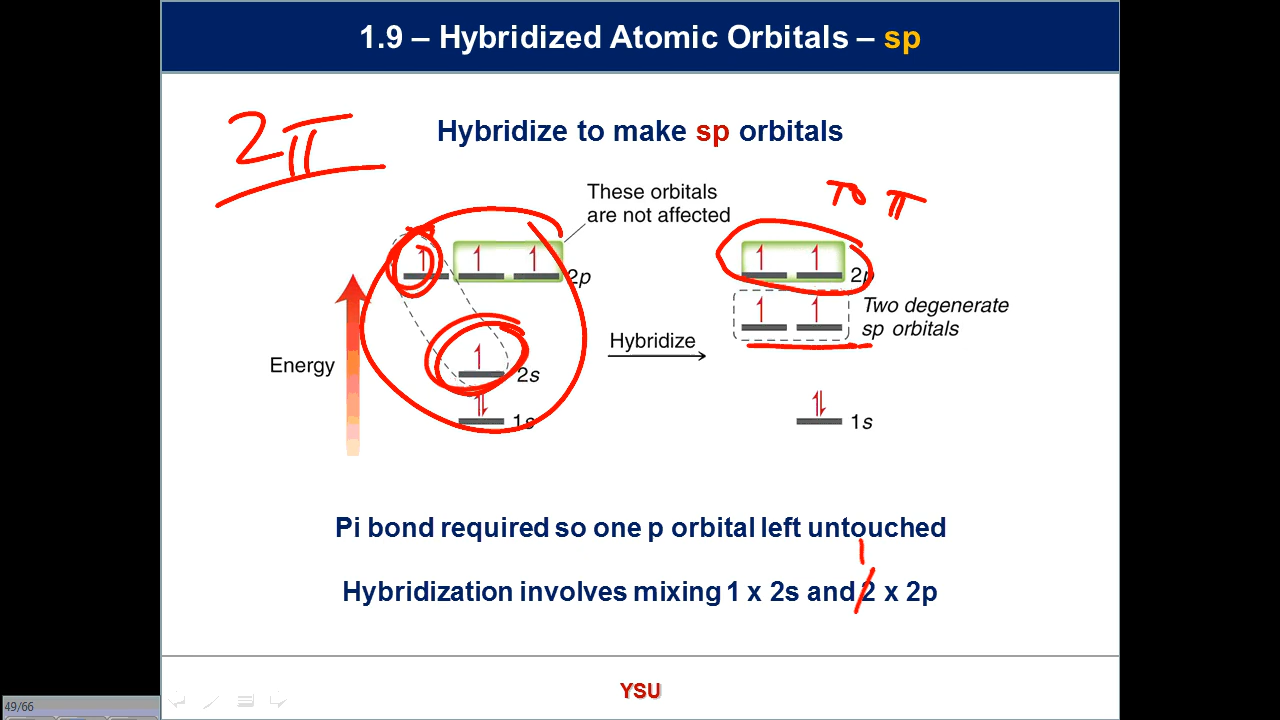 1.9 – Hybridized Atomic Orbitals – sp
2π
Hybridize to make sp orbitals
These orbitals
are not affected
To π
2p
2p
Two degenerate
sp orbitals
Hybridize
Energy
2s
1s
1s
Pi bond required so one p orbital left untouched
1
Hybridization involves mixing 1 x 2s and 2 x 2p
YSU
49/66